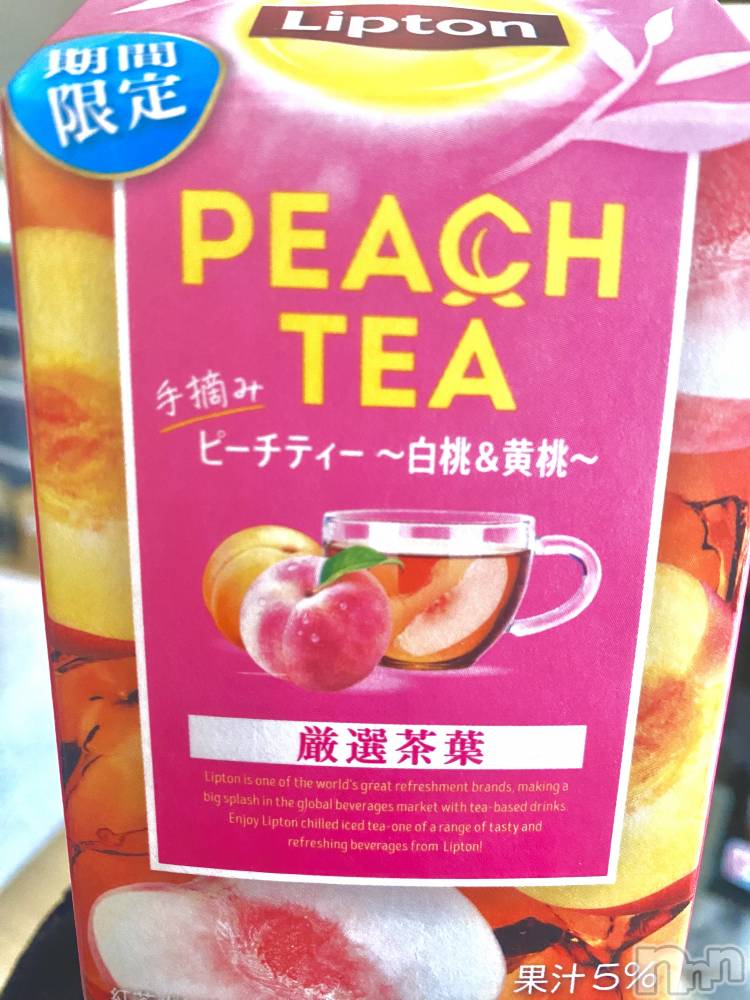 Lipton
期間
限定
PEACH
TEA
手摘み
ピーチティー ～白桃&黄桃～
厳選茶葉
Lipton is one of the world's great refreshment brands, making a
big splash in the global beverages market with tea-based drinks.
Enjoy Lipton chilled iced tea-one of a range of tasty and
refreshing beverages from Lipton!
果汁5%